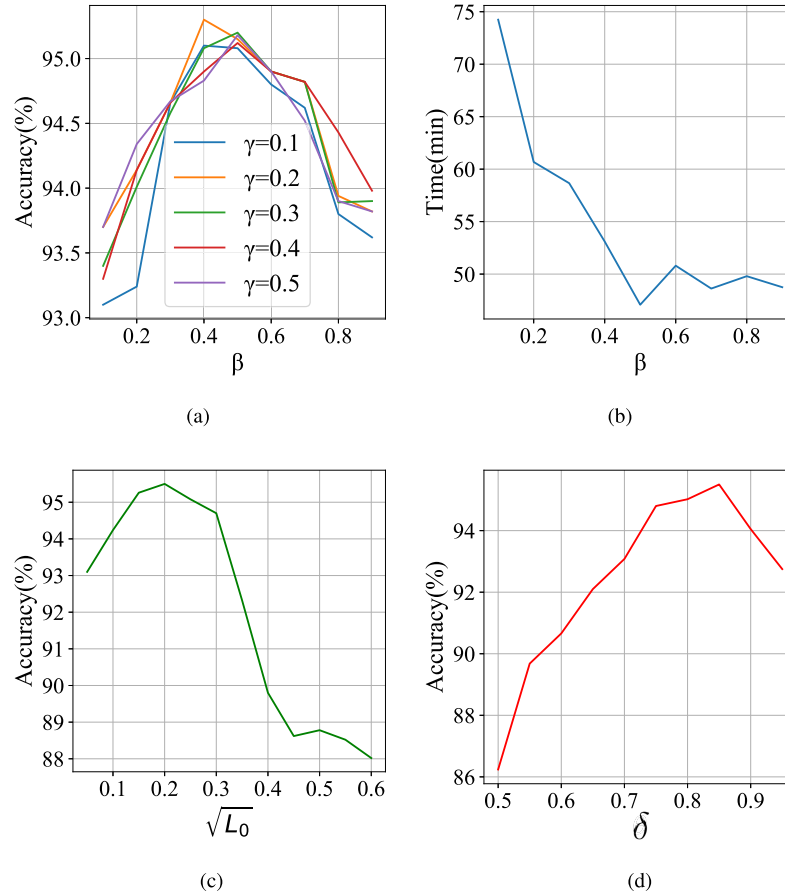 Accuracy(%)
95.0
94.5
94.0
93.5
93.0
γ=0.1
γ=0.2
γ=0.3
γ=0.4
γ=0.5
0.2 0.4 0.6 0.8
β
(a)
Time(min)
75
70
65
60
55
50
0.2 0.4 0.6 0.8
β
(b)
Accuracy(%)
95
94
93
92
91
90
89
88
0.1 0.2 0.3 0.4 0.5 0.6
√L₀
(c)
Accuracy(%)
94
92
90
88
86
0.5 0.6 0.7 0.8 0.9
δ
(d)